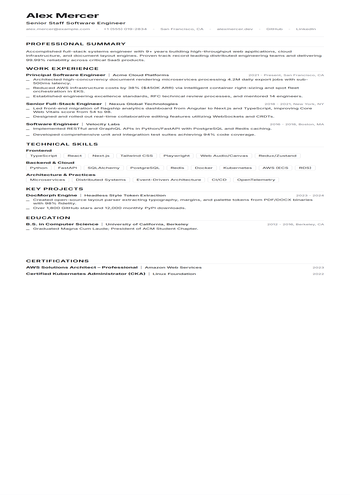 Alex Mercer
Senior Staff Software Engineer
San Francisco, CA · alexmercer.dev · GitHub · LinkedIn
PROFESSIONAL SUMMARY
Accomplished full-stack systems engineer with 9+ years building high-throughput web applications, cloud
infrastructure, and document layout engines. Proven track record leading distributed engineering teams and delivering
99.99% reliability across critical SaaS products.
WORK EXPERIENCE
Principal Software Engineer | Acme Cloud Platforms 2021 - Present, San Francisco, CA
Architected high-concurrency document rendering microservices processing 4.2M daily export jobs with sub-
500ms latency.
Reduced AWS infrastructure costs by 38% ($450K ARR) via intelligent container right-sizing and spot fleet
orchestration in EKS.
Established engineering excellence standards, RFC technical review processes, and mentored 14 engineers.
Senior Full-Stack Engineer | Nexus Global Technologies 2018 - 2021, New York, NY
Led front-end migration of flagship analytics dashboard from Angular to Next.js and TypeScript, improving Core
Web Vitals score from 54 to 98.
Designed and rolled out real-time collaborative editing features utilizing WebSockets and CRDTs.
Software Engineer | Velocity Labs 2016 - 2018, Boston, MA
Implemented RESTful and GraphQL APIs in Python/FastAPI with PostgreSQL and Redis caching.
Developed comprehensive unit and integration suites achieving 94% code coverage.
TECHNICAL SKILLS
Frontend
TypeScript React Next.js Tailwind CSS Playwright Web Audio/Canvas Redux/Zustand
Backend & Cloud
Python FastAPI SQLAlchemy PostgreSQL Redis Docker Kubernetes AWS (ECS RDS)
Architecture & Practices
Microservices Distributed Systems Event-Driven Architecture CI/CD OpenTelemetry
KEY PROJECTS
DocMorph Engine | Headless Style Token Extraction
Created open-source layout parser extracting typography, margins, and palette tokens from PDF/DOCX binaries
with 98% fidelity.
Over 1,800 GitHub stars and 12,000 monthly PyPI downloads.
EDUCATION
B.S. in Computer Science | University of California, Berkeley 2012 - 2016, Berkeley, CA
Graduated Magna Cum Laude. President of ACM Student Chapter.
CERTIFICATIONS
AWS Solutions Architect – Professional | Amazon Web Services 2023
Certified Kubernetes Administrator (CKA) | Linux Foundation 2022